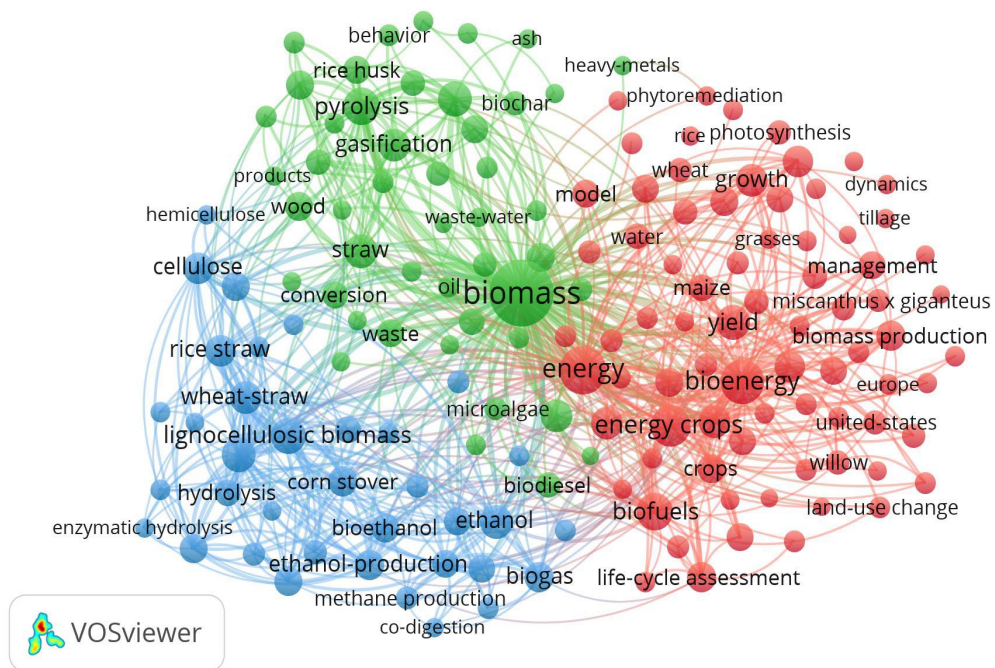 behavior
ash
heavy-metals
rice husk
pyrolysis
biochar
phytoremediation
rice
photosynthesis
gasification
products
wheat
growth
dynamics
model
hemicellulose
wood
waste-water
tillage
water
grasses
straw
cellulose
management
oil
biomass
conversion
maize
miscanthus x giganteus
yield
waste
biomass production
rice straw
energy
bioenergy
europe
wheat-straw
microalgae
energy crops
united-states
lignocellulosic biomass
crops
willow
corn stover
biodiesel
hydrolysis
land-use change
biofuels
enzymatic hydrolysis
bioethanol
ethanol
ethanol-production
biogas
life-cycle assessment
methane production
co-digestion
VOSviewer